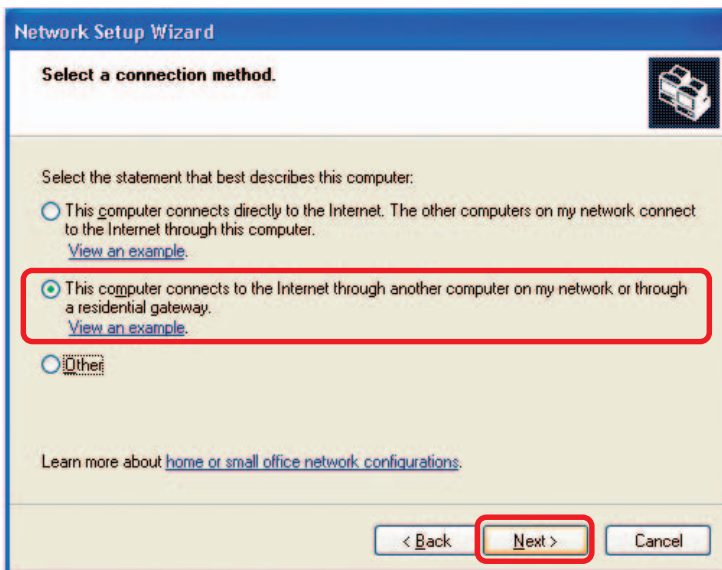 Network Setup Wizard
Select a connection method.
Select the statement that best describes this computer:
This computer connects directly to the Internet. The other computers on my network connect
to the Internet through this computer.
View an example.
This computer connects to the Internet through another computer on my network or through
a residential gateway.
View an example.
Other
Learn more about home or small office network configurations.
< Back
Next >
Cancel